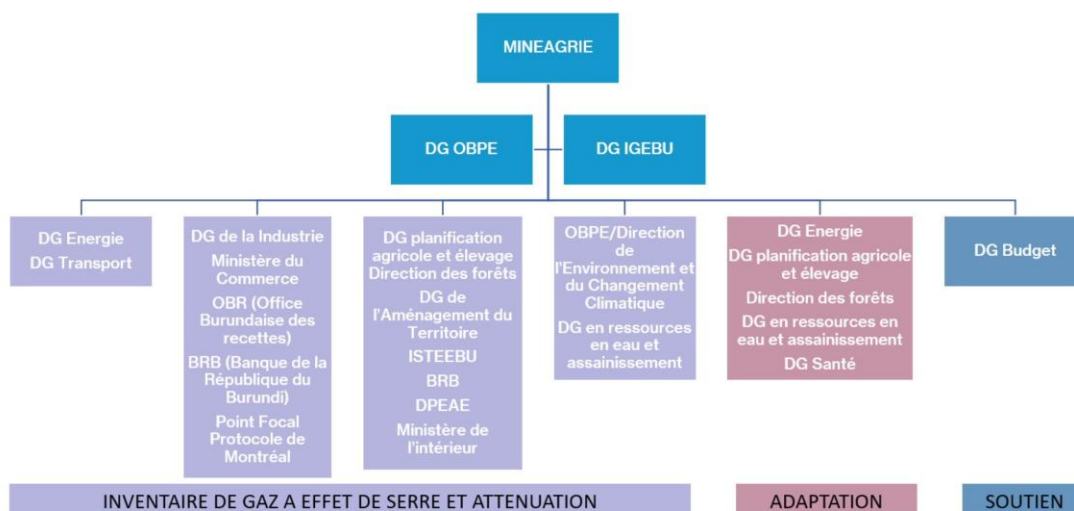 MINEAGRIE
DG OBPE
DG IGEBU
DG Energie
DG Transport
DG de la Industrie
Ministère du
Commerce
OBR (Office
Burundaise des
recettes)
BRB (Banque de la
République du
Burundi)
Point Focal
Protocole de
Montréal
DG planification
agricole et élevage
Direction des forêts
DG de
l'Aménagement du
Territoire
ISTEEBU
BRB
DPEAE
Ministère de
l'intérieur
OBPE/Direction
de
l'Environnement et
du Changement
Climatique
DG en ressources
en eau et
assainissement
DG Energie
DG planification agricole
et élevage
Direction des forêts
DG en ressources en
eau et assainissement
DG Santé
DG Budget
INVENTAIRE DE GAZ A EFFET DE SERRE ET ATTENUATION
ADAPTATION
SOUTIEN